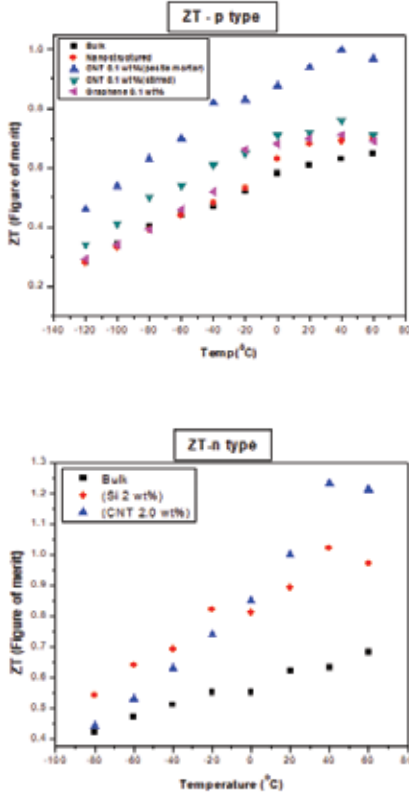 ZT - p type
Bulk
Nanostructured
CNT 0.1 wt%(pestle mortar)
CNT 0.1 wt%(stirred)
Graphene 0.1 wt%
ZT (Figure of merit)
1.0
0.8
0.6
0.4
0.2
-140 -120 -100 -80 -60 -40 -20 0 20 40 60 80
Temp(⁰C)
ZT-n type
Bulk
(Si 2 wt%)
(CNT 2.0 wt%)
ZT (Figure of merit)
1.3
1.2
1.1
1.0
0.9
0.8
0.7
0.6
0.5
0.4
-100 -80 -60 -40 -20 0 20 40 60 80
Temperature (⁰C)